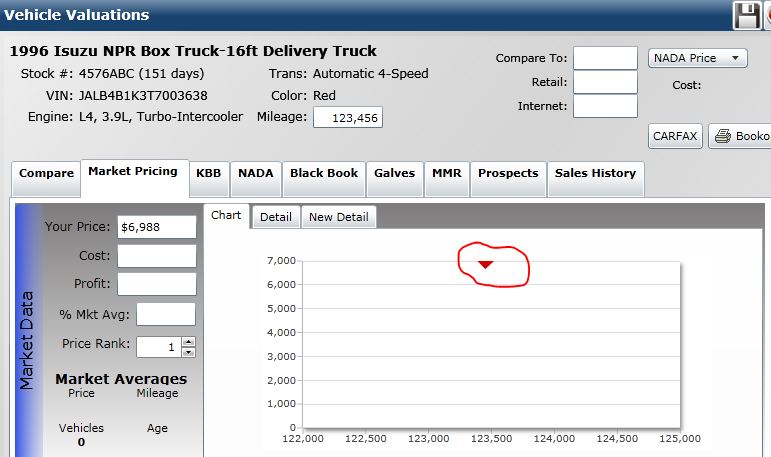 Vehicle Valuations
1996 Isuzu NPR Box Truck-16ft Delivery Truck
Stock #: 4576ABC (151 days) Trans: Automatic 4-Speed
VIN: JALB4B1K3T7003638 Color: Red
Engine: L4, 3.9L, Turbo-Intercooler Mileage: 123,456
Compare To: NADA Price
Retail: Cost:
Internet:
CARFAX Booko
Compare Market Pricing KBB NADA Black Book Galves MMR Prospects Sales History
Market Data
Your Price: $6,988
Cost:
Profit:
% Mkt Avg:
Price Rank: 1
Market Averages
Price Mileage
Vehicles Age
0
Chart Detail New Detail
7,000
6,000
5,000
4,000
3,000
2,000
1,000
0
122,000 122,500 123,000 123,500 124,000 124,500 125,000